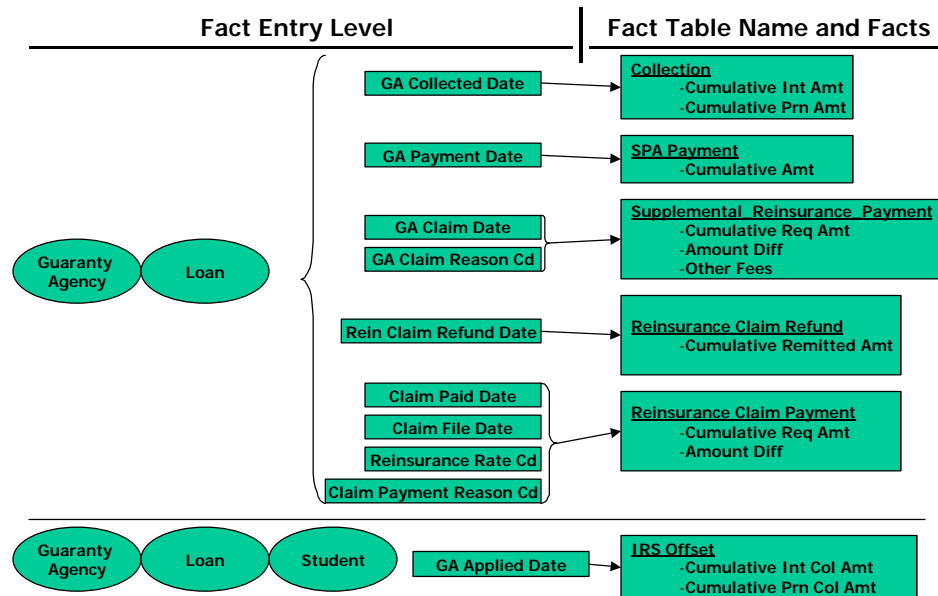 Fact Entry Level
Fact Table Name and Facts
GA Collected Date
Collection
-Cumulative Int Amt
-Cumulative Prn Amt
GA Payment Date
SPA Payment
-Cumulative Amt
GA Claim Date
GA Claim Reason Cd
Supplemental_Reinsurance_Payment
-Cumulative Req Amt
-Amount Diff
-Other Fees
Guaranty
Agency
Loan
Rein Claim Refund Date
Reinsurance Claim Refund
-Cumulative Remitted Amt
Claim Paid Date
Claim File Date
Reinsurance Rate Cd
Claim Payment Reason Cd
Reinsurance Claim Payment
-Cumulative Req Amt
-Amount Diff
Guaranty
Agency
Loan
Student
GA Applied Date
IRS Offset
-Cumulative Int Col Amt
-Cumulative Prn Col Amt